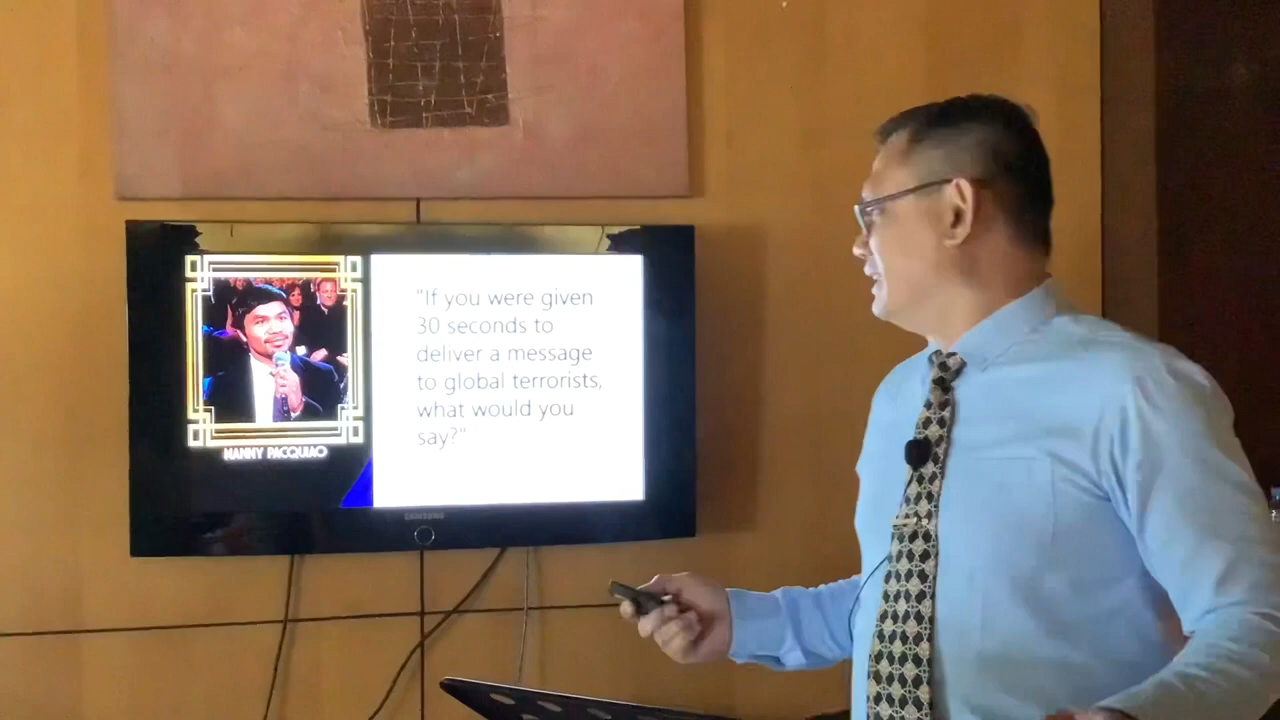 "If you were given
30 seconds to
deliver a message
to global terrorists,
what would you
say?"
MANNY PACQUIAO
SAMSUNG